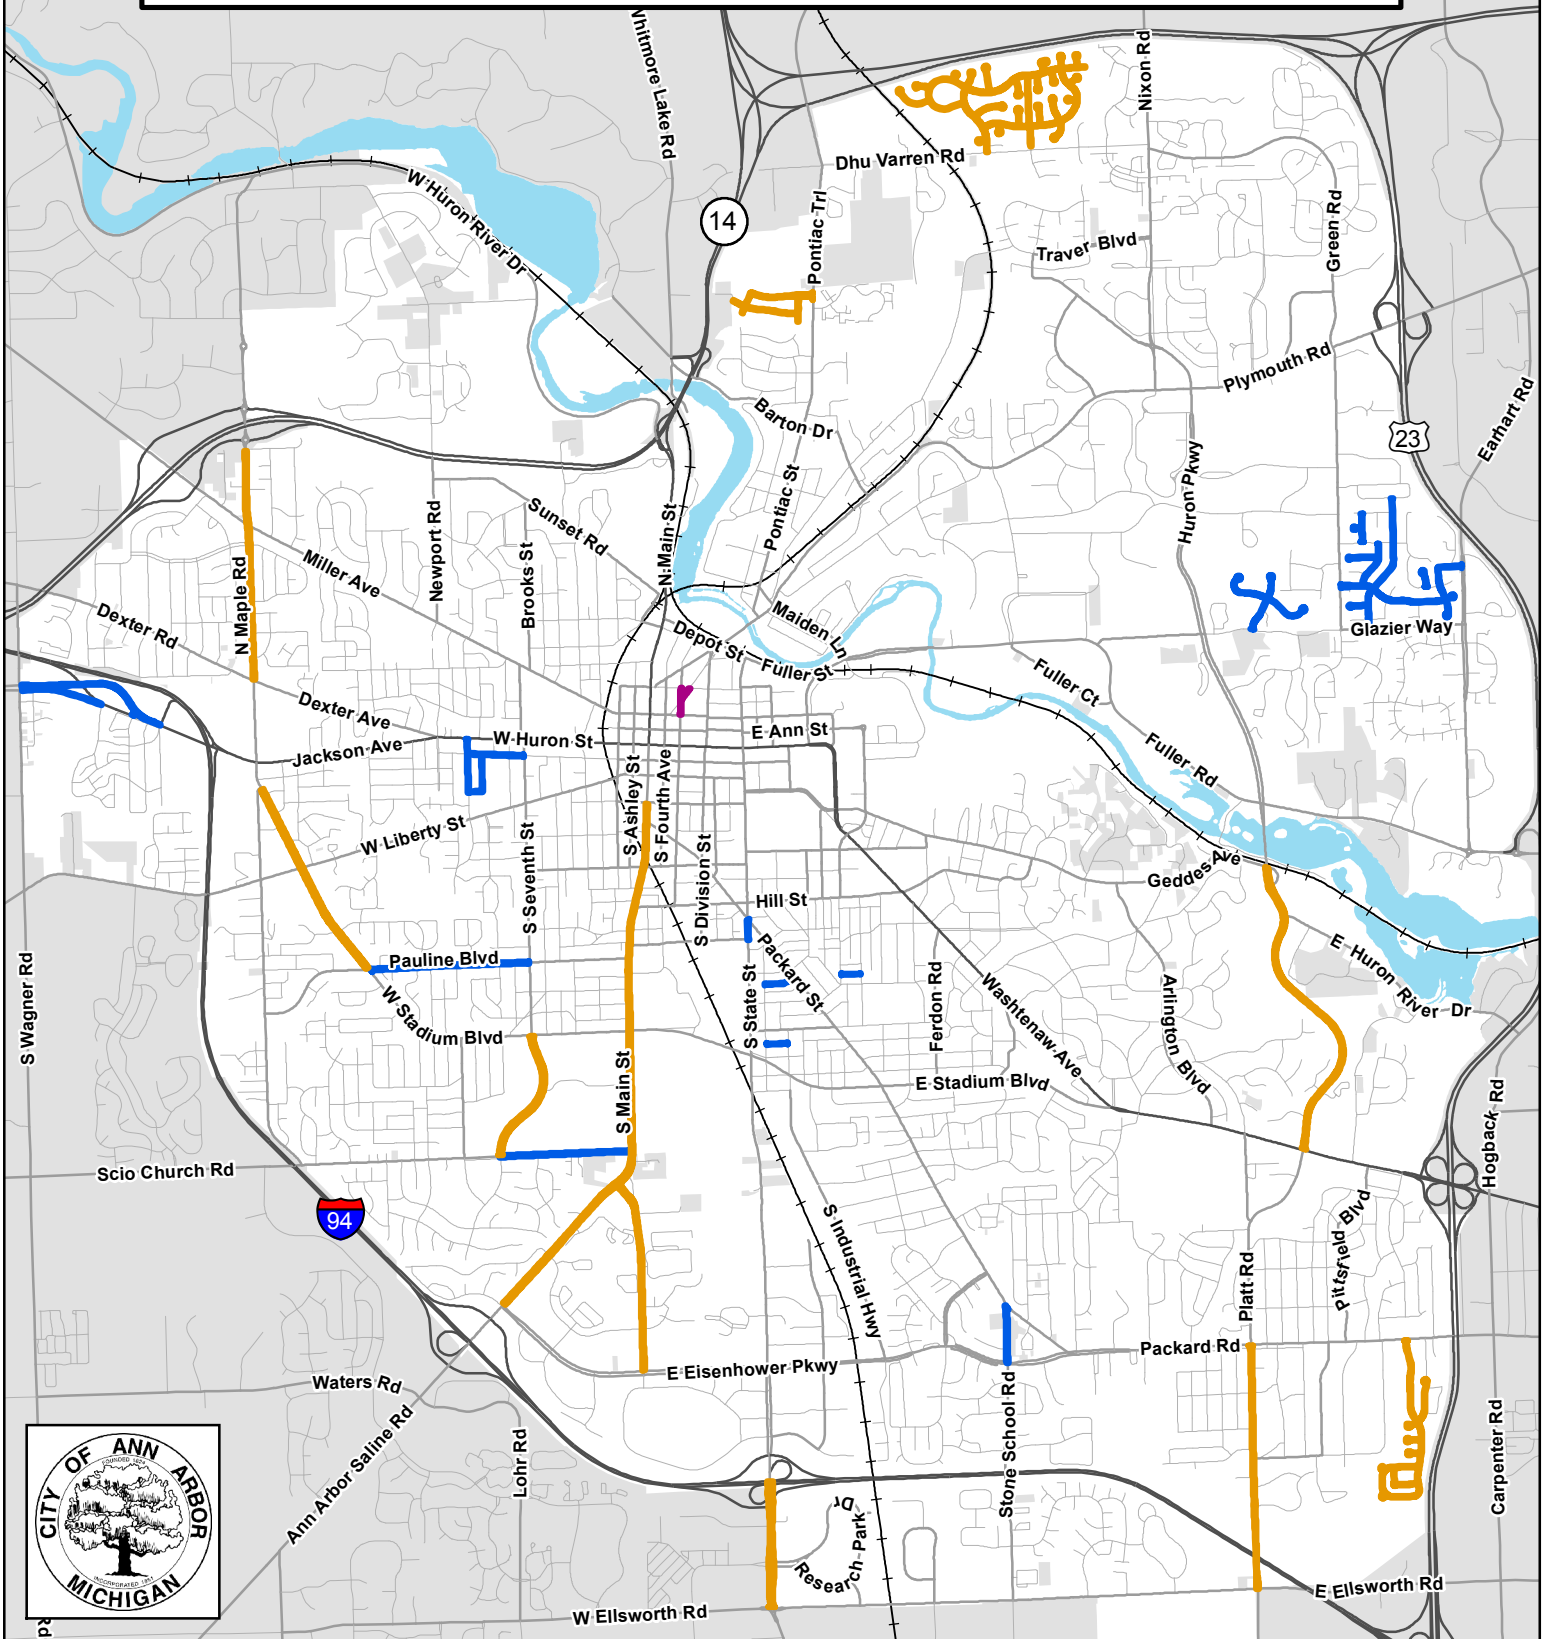 Whitmore Lake Rd
Nixon Rd
Dhu Varren Rd
W Huron River Dr
Pontiac Trl
14
Green Rd
Traver Blvd
Plymouth Rd
Earhart Rd
Barton Dr
23
Huron Pkwy
Pontiac St
Sunset Rd
N Main St
Newport Rd
Brooks St
Miller Ave
N Maple Rd
Dexter Rd
Maiden Ln
Depot St
Fuller St
Glazier Way
Fuller Ct
Dexter Ave
Jackson Ave
W Huron St
E Ann St
Fuller Rd
S Ashley St
S Fourth Ave
W Liberty St
S Division St
S Seventh St
Geddes Ave
Hill St
Packard St
Pauline Blvd
S Wagner Rd
W Stadium Blvd
S State St
Ferdon Rd
Washtenaw Ave
Arlington Blvd
E Huron River Dr
S Main St
E Stadium Blvd
Hogback Rd
Scio Church Rd
94
S Industrial Hwy
Pittsfield Blvd
Platt Rd
Packard Rd
E Eisenhower Pkwy
Waters Rd
Stone School Rd
Carpenter Rd
Ann Arbor Saline Rd
Lohr Rd
Research Park Dr
E Ellsworth Rd
W Ellsworth Rd
CITY OF ANN ARBOR
FOUNDED 1824
INCORPORATED 1851
MICHIGAN